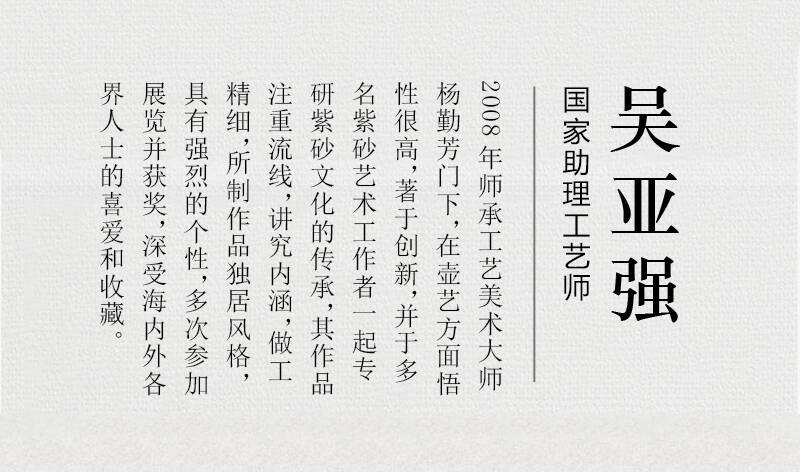 吴亚强
国家助理工艺师
2008 年师承工艺美术大师
杨勤芳门下,在壶艺方面悟
性很高,著于创新,并于多
名紫砂艺术工作者一起专
研紫砂文化的传承,其作品
注重流线,讲究内涵,做工
精细,所制作品独居风格,
具有强烈的个性,多次参加
展览并获奖,深受海内外各
界人士的喜爱和收藏。